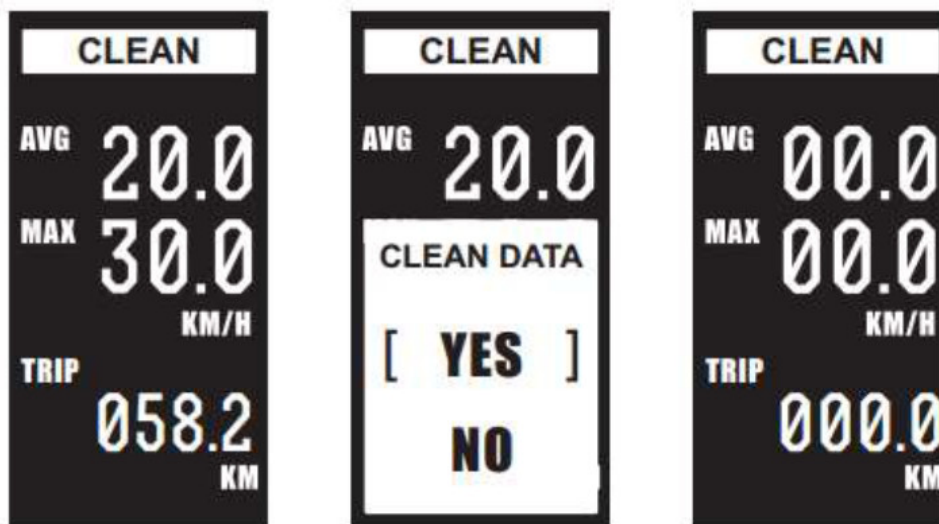 CLEAN
AVG 20.0
MAX 30.0
KM/H
TRIP
058.2
KM
CLEAN
AVG 20.0
CLEAN DATA
[ YES ]
NO
CLEAN
AVG 00.0
MAX 00.0
KM/H
TRIP
000.0
KM